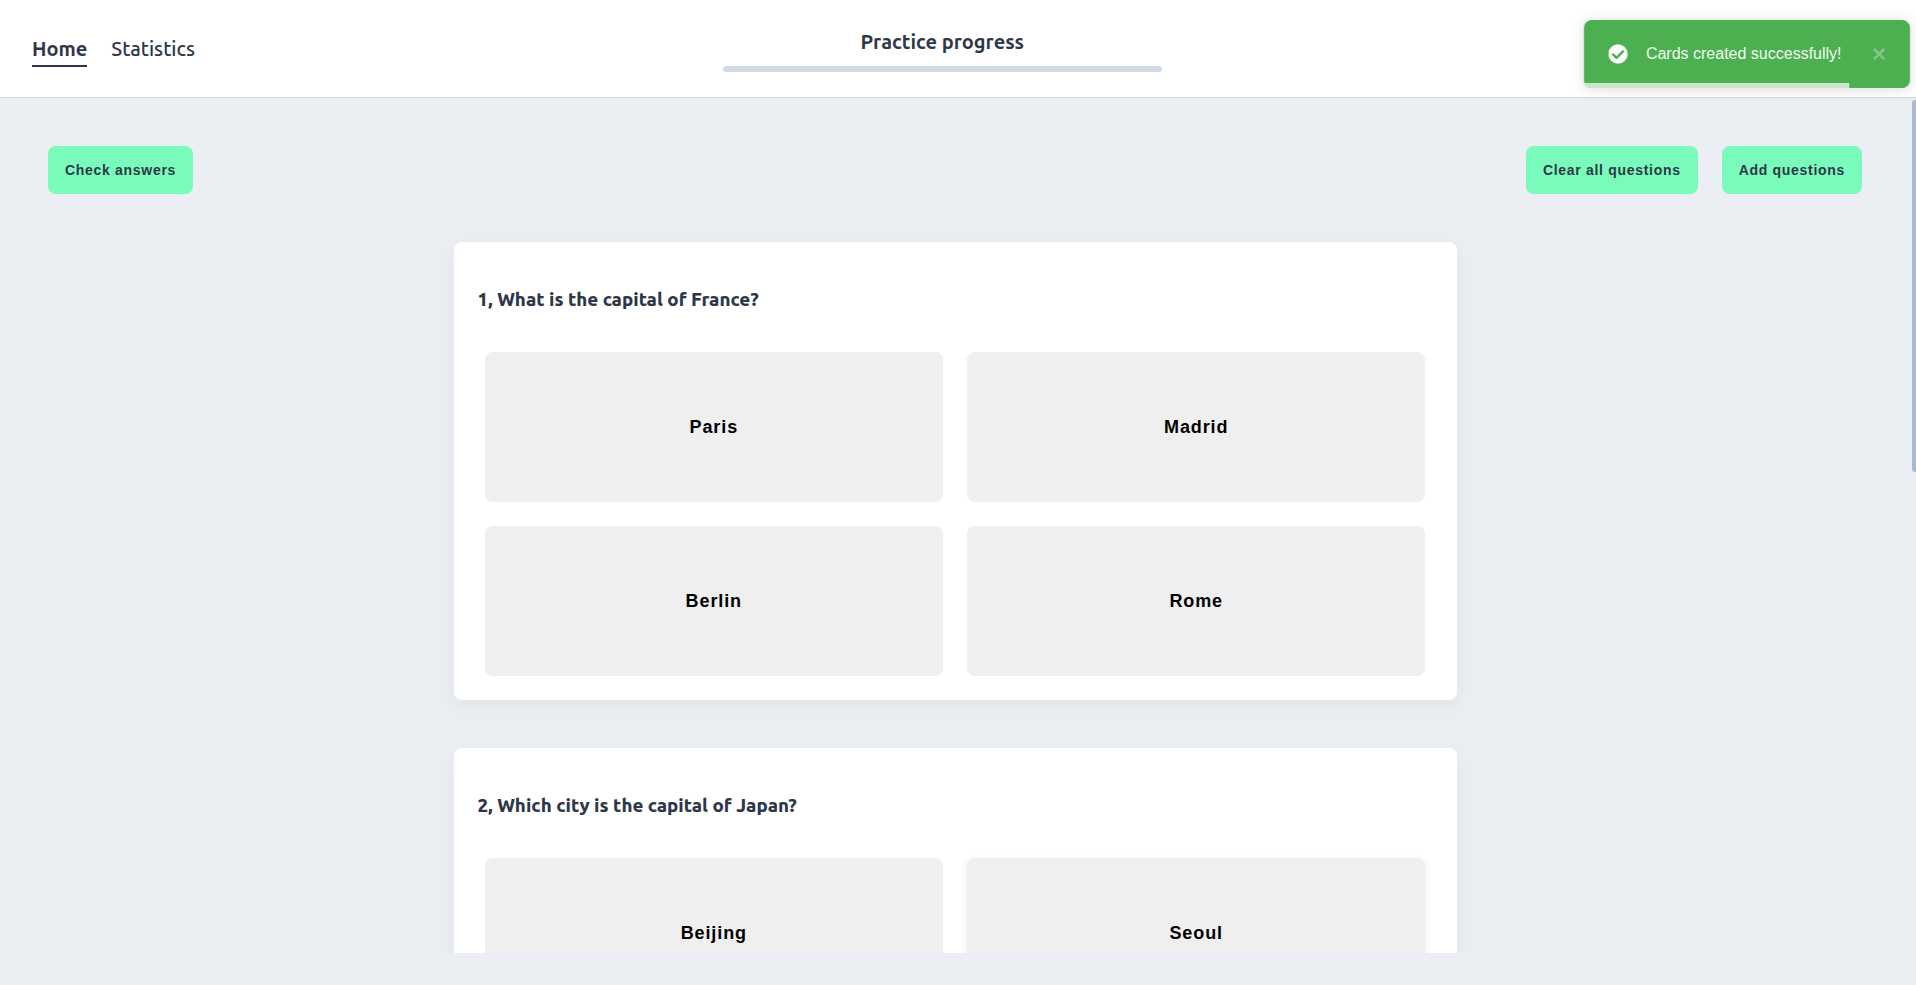 Home Statistics
Practice progress
Cards created successfully!
Check answers
Clear all questions
Add questions
1, What is the capital of France?
Paris
Madrid
Berlin
Rome
2, Which city is the capital of Japan?
Beijing
Seoul